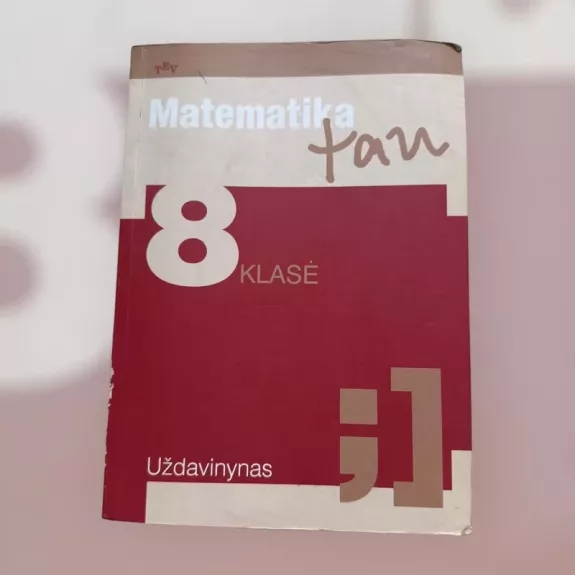 TEV
Matematika
tau
8
KLASĖ
;]
Uždavinynas